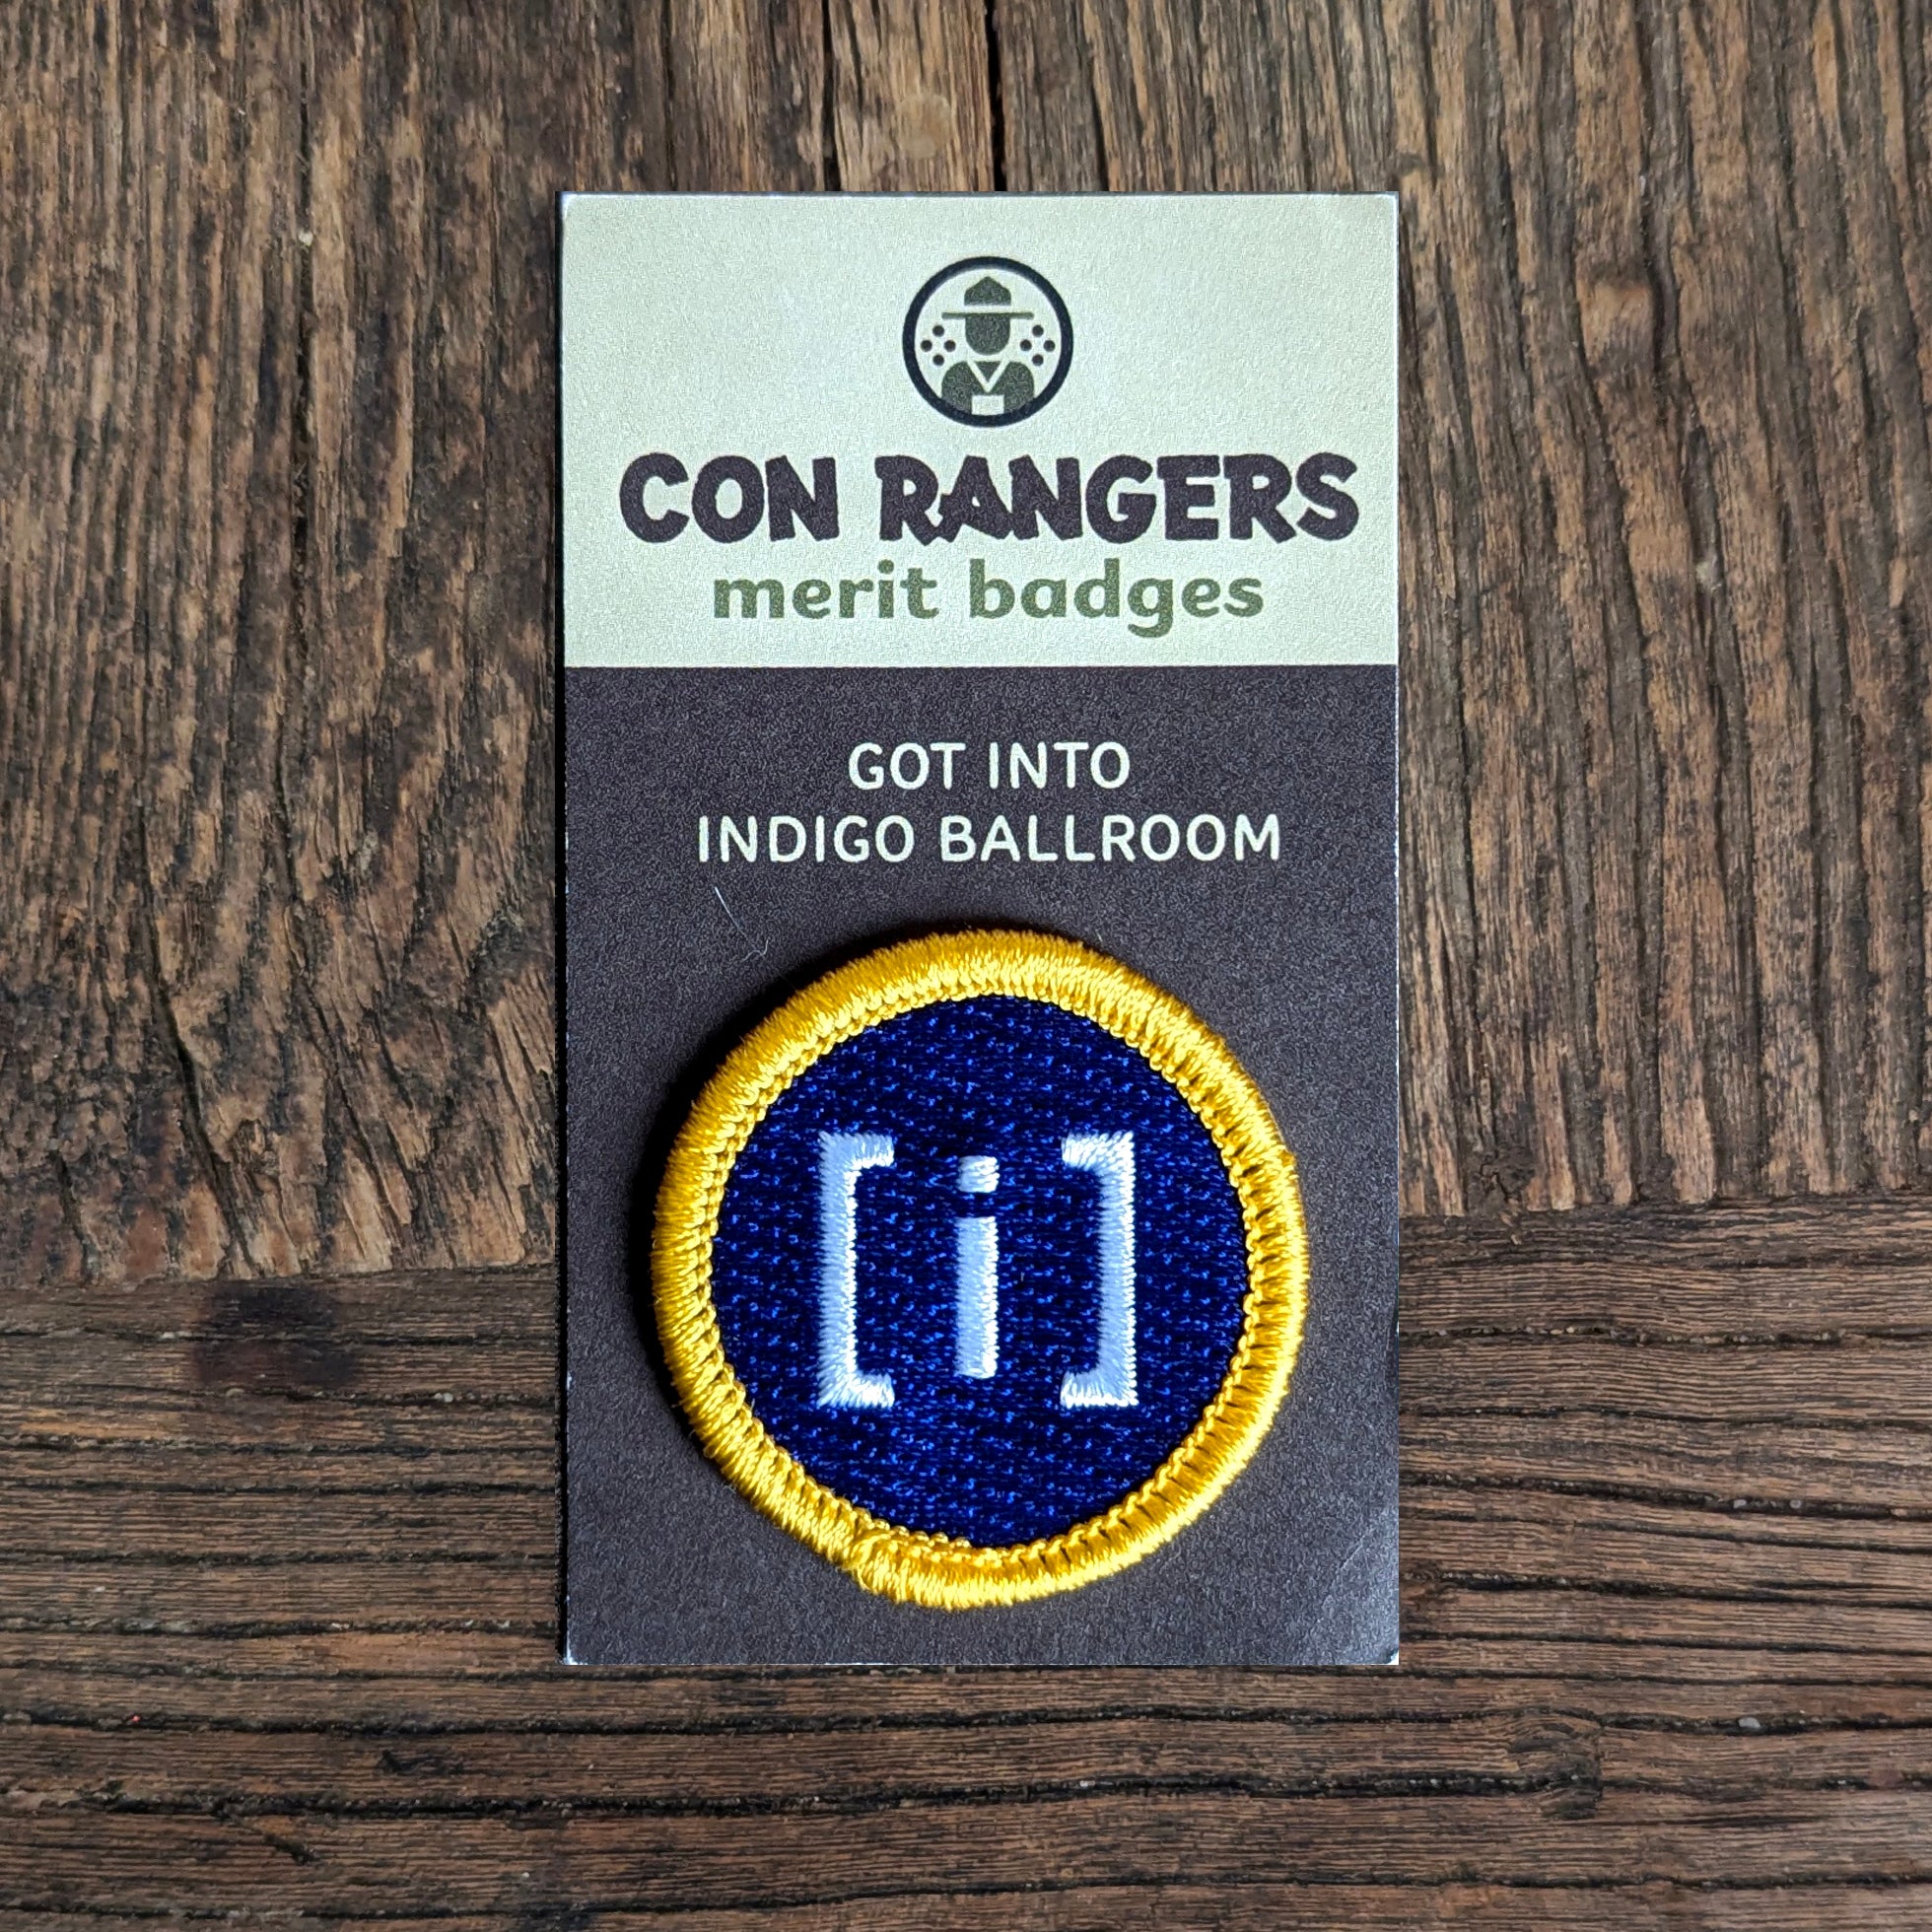 CON RANGERS
merit badges
GOT INTO
INDIGO BALLROOM
[i]